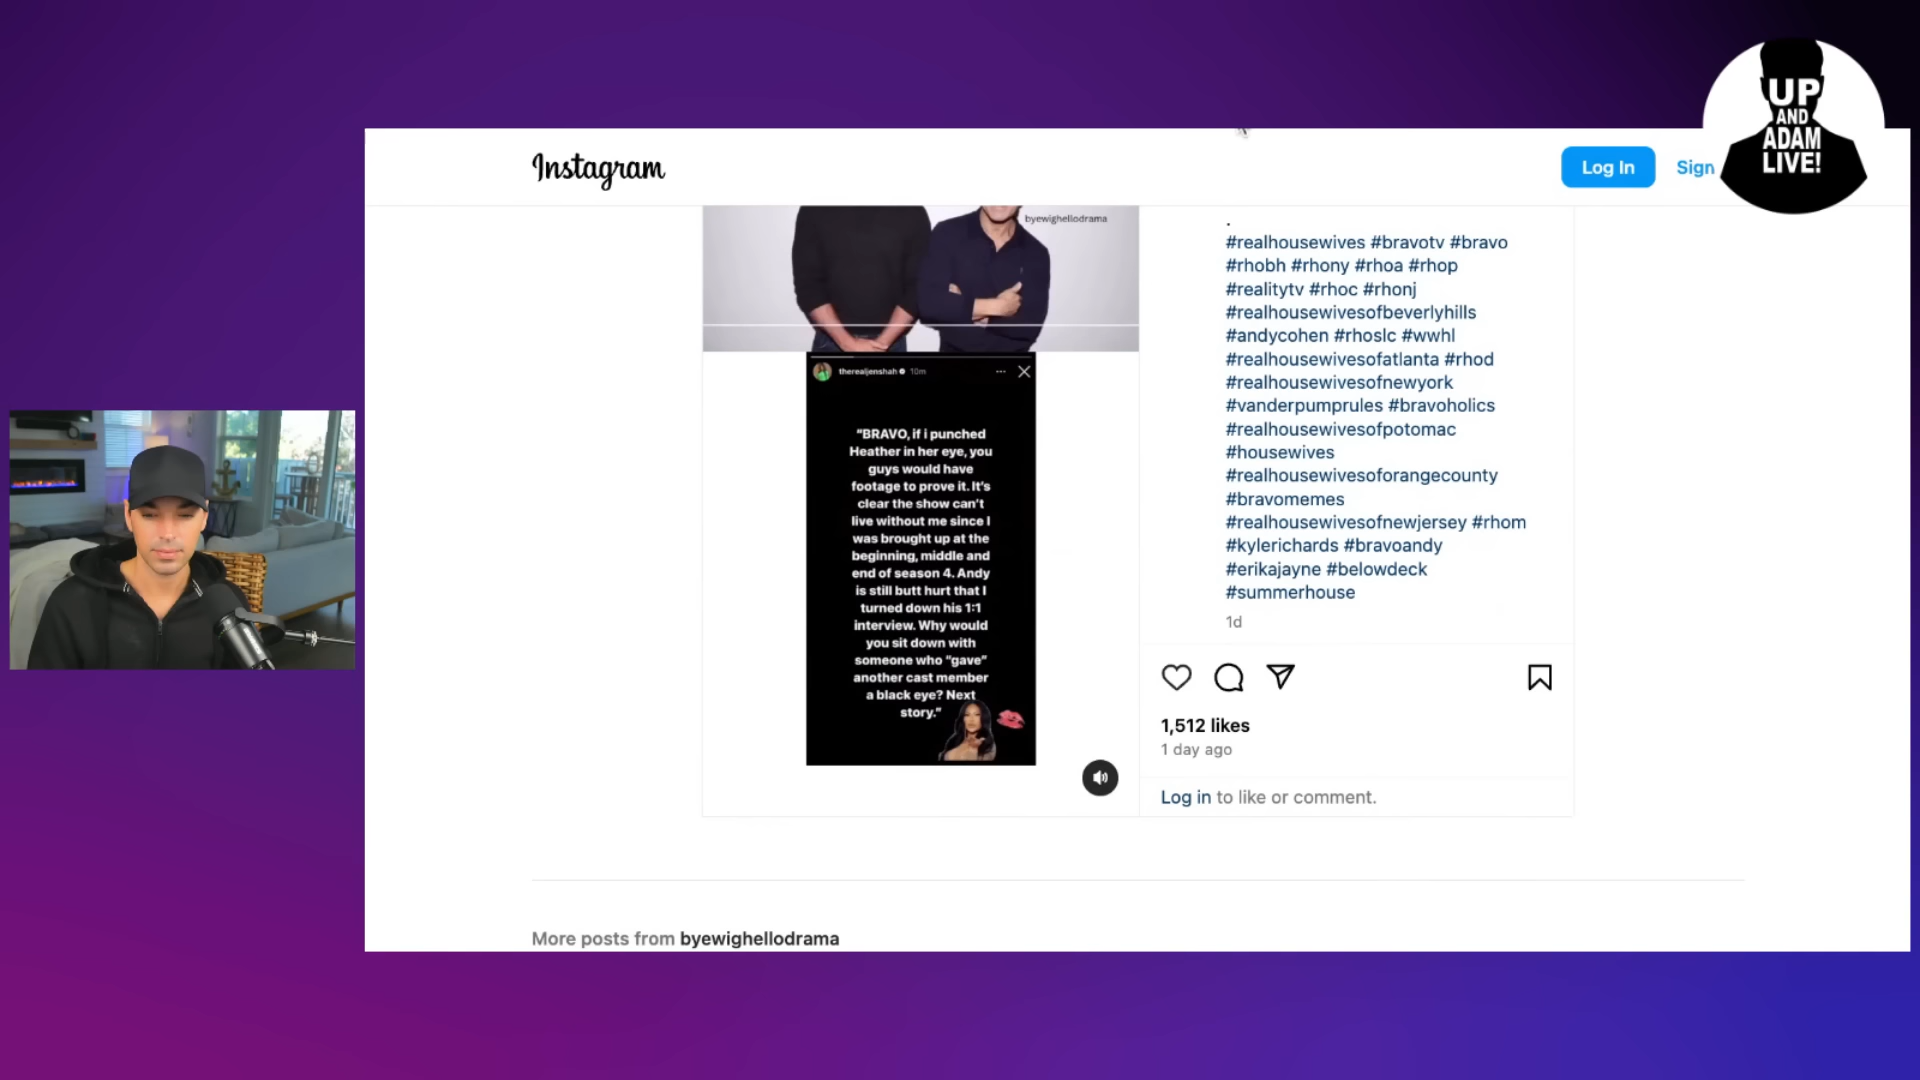 UP
AND
ADAM
LIVE!
Instagram
Log In
Sign
byewighellodrama
therealjenshah 10m
"BRAVO, if i punched
Heather in her eye, you
guys would have
footage to prove it. It's
clear the show can't
live without me since I
was brought up at the
beginning, middle and
end of season 4. Andy
is still butt hurt that I
turned down his 1:1
interview. Why would
you sit down with
someone who "gave"
another cast member
a black eye? Next
story."
.
#realhousewives #bravotv #bravo
#rhobh #rhony #rhoa #rhop
#realitytv #rhoc #rhonj
#realhousewivesofbeverlyhills
#andycohen #rhoslc #wwhl
#realhousewivesofatlanta #rhod
#realhousewivesofnewyork
#vanderpumprules #bravoholics
#realhousewivesofpotomac
#housewives
#realhousewivesoforangecounty
#bravomemes
#realhousewivesofnewjersey #rhom
#kylerichards #bravoandy
#erikajayne #belowdeck
#summerhouse
1d
1,512 likes
1 day ago
Log in to like or comment.
More posts from byewighellodrama